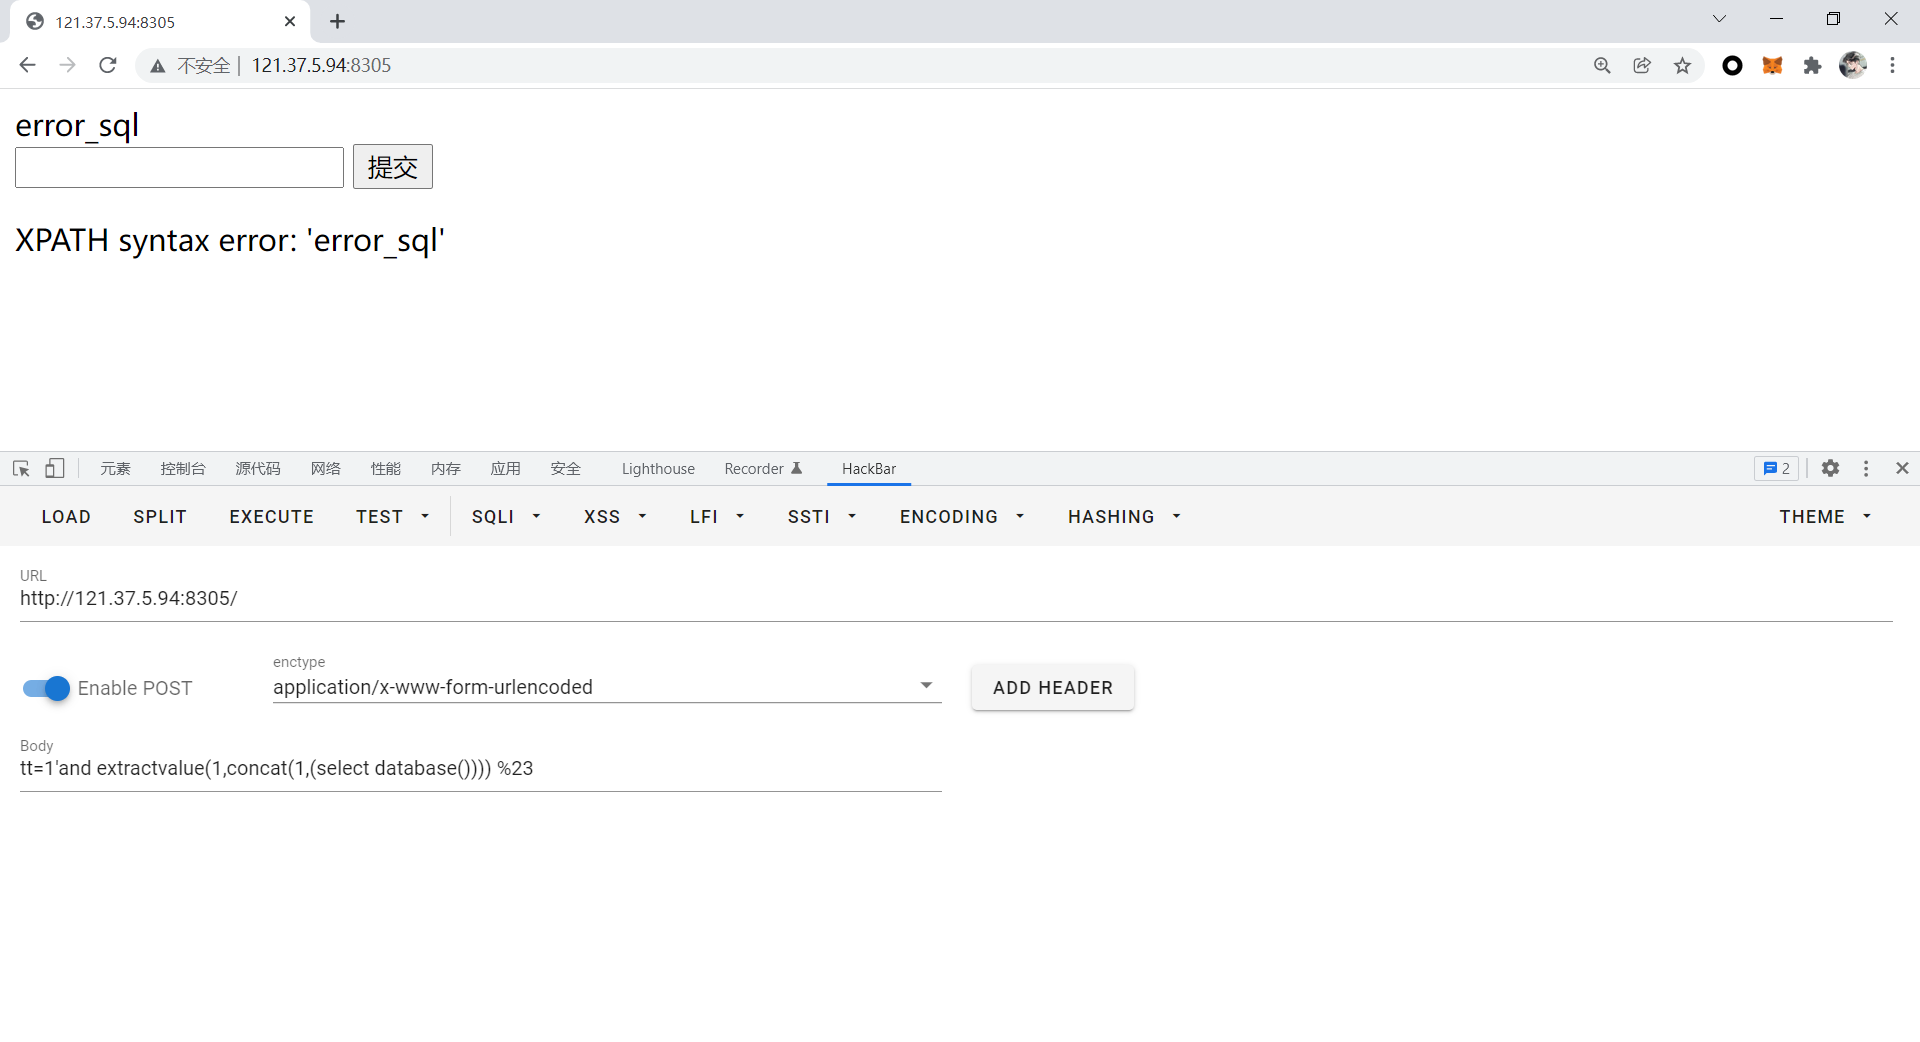 121.37.5.94:8305
不安全 | 121.37.5.94:8305
error_sql
提交
XPATH syntax error: 'error_sql'
元素 控制台 源代码 网络 性能 内存 应用 安全 Lighthouse Recorder HackBar 2
LOAD SPLIT EXECUTE TEST SQLI XSS LFI SSTI ENCODING HASHING THEME
URL
http://121.37.5.94:8305/
Enable POST
enctype
application/x-www-form-urlencoded
ADD HEADER
Body
tt=1'and extractvalue(1,concat(1,(select database()))) %23